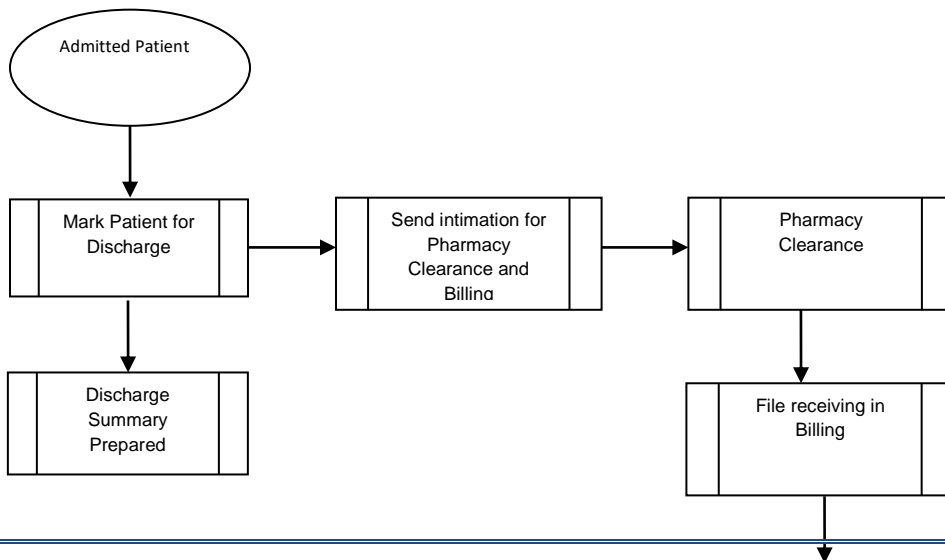 Admitted Patient
Mark Patient for
Discharge
Send intimation for
Pharmacy
Clearance and
Billing
Pharmacy
Clearance
Discharge
Summary
Prepared
File receiving in
Billing